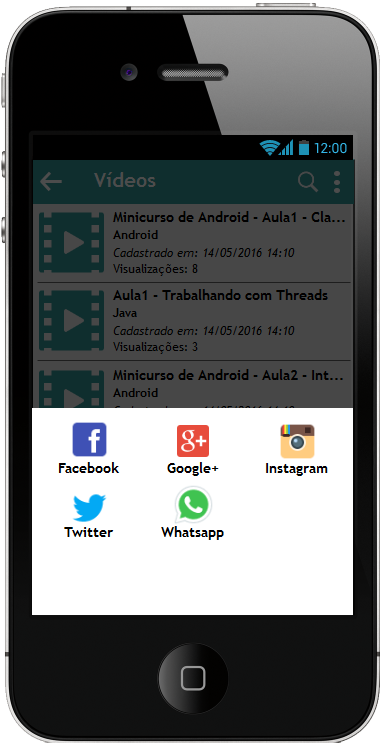 12:00
Vídeos
Minicurso de Android - Aula1 - Cla...
Android
Cadastrado em: 14/05/2016 14:10
Visualizações: 8
Aula1 - Trabalhando com Threads
Java
Cadastrado em: 14/05/2016 14:10
Visualizações: 3
Minicurso de Android - Aula2 - Int...
Android
Facebook Google+ Instagram
Twitter Whatsapp